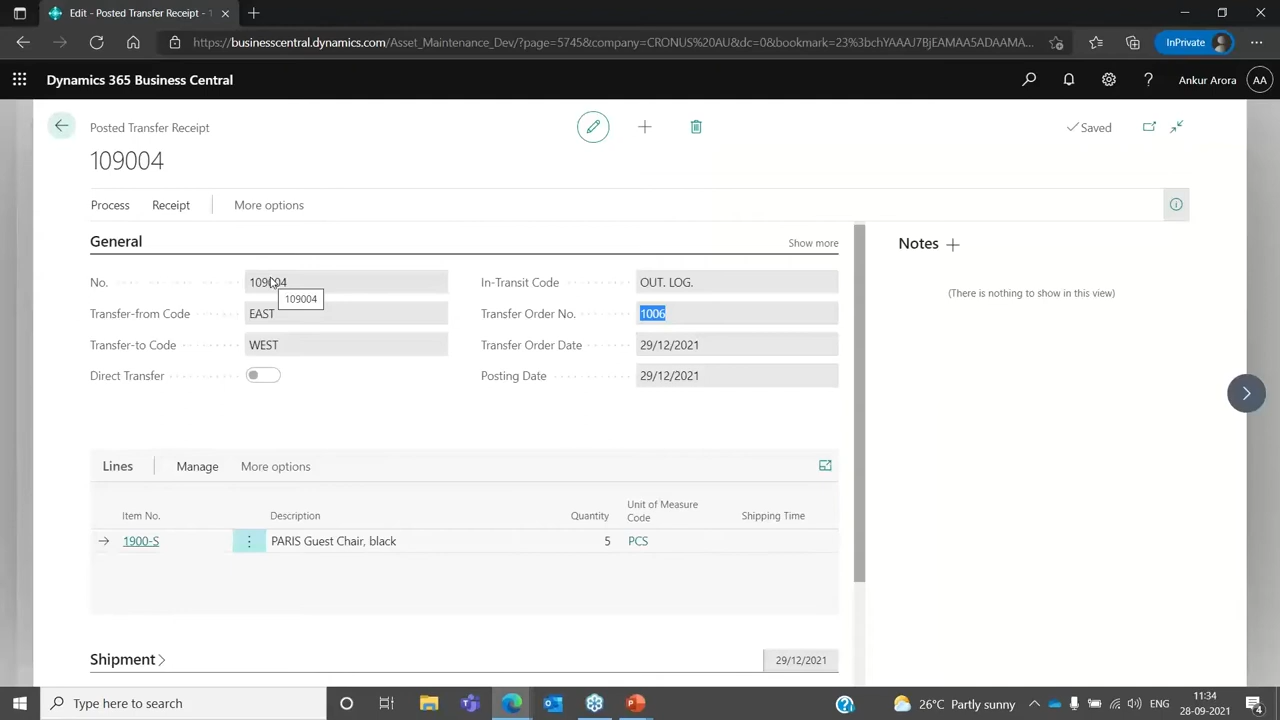 Edit - Posted Transfer Receipt - 1
https://businesscentral.dynamics.com/Asset_Maintenance_Dev/?page=5745&company=CRONUS%20AU&dc=0&bookmark=23%3bchYAAAJ7BjEAMAA5ADAAMA...
InPrivate
Dynamics 365 Business Central
Ankur Arora AA
Posted Transfer Receipt
Saved
109004
Process Receipt More options
General
Show more
Notes
No. 109004
In-Transit Code OUT. LOG.
(There is nothing to show in this view)
109004
Transfer-from Code EAST
Transfer Order No. 1006
Transfer-to Code WEST
Transfer Order Date 29/12/2021
Direct Transfer
Posting Date 29/12/2021
Lines Manage More options
Item No. Description Quantity Unit of Measure Code Shipping Time
1900-S PARIS Guest Chair, black 5 PCS
Shipment 29/12/2021
Type here to search
26°C Partly sunny
ENG
11:34
28-09-2021
4